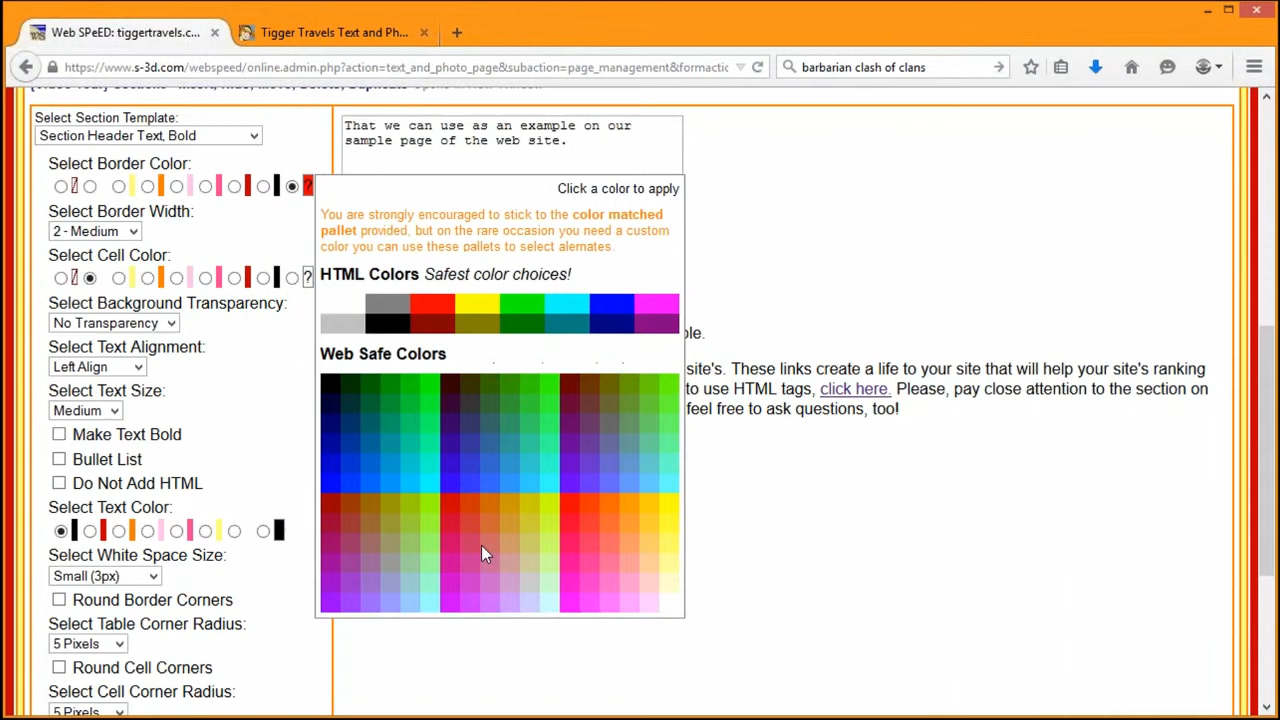 Web SPeED: tiggertravels.c...
Tigger Travels Text and Ph...
https://www.s-3d.com/webspeed/online.admin.php?action=text_and_photo_page&subaction=page_management&formactic
barbarian clash of clans
Select Section Template:
Section Header Text, Bold
Select Border Color:
?
Select Border Width:
2 - Medium
Select Cell Color:
?
Select Background Transparency:
No Transparency
Select Text Alignment:
Left Align
Select Text Size:
Medium
Make Text Bold
Bullet List
Do Not Add HTML
Select Text Color:
Select White Space Size:
Small (3px)
Round Border Corners
Select Table Corner Radius:
5 Pixels
Round Cell Corners
Select Cell Corner Radius:
5 Pixels
That we can use as an example on our
sample page of the web site.
Click a color to apply
You are strongly encouraged to stick to the color matched
pallet provided, but on the rare occasion you need a custom
color you can use these pallets to select alernates.
HTML Colors Safest color choices!
Web Safe Colors
ble.
site's. These links create a life to your site that will help your site's ranking
to use HTML tags, click here. Please, pay close attention to the section on
feel free to ask questions, too!